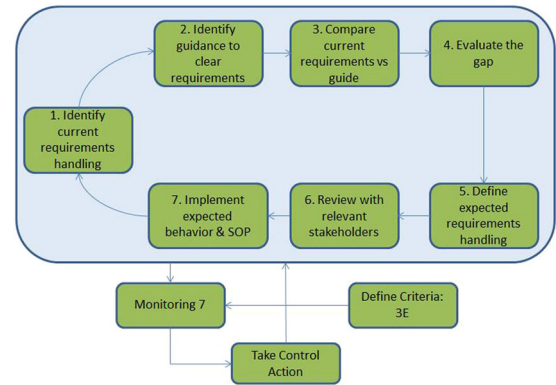 1. Identify
current
requirements
handling
2. Identify
guidance to
clear
requirements
3. Compare
current
requirements vs
guide
4. Evaluate the
gap
5. Define
expected
requirements
handling
6. Review with
relevant
stakeholders
7. Implement
expected
behavior & SOP
Monitoring 7
Define Criteria:
3E
Take Control
Action